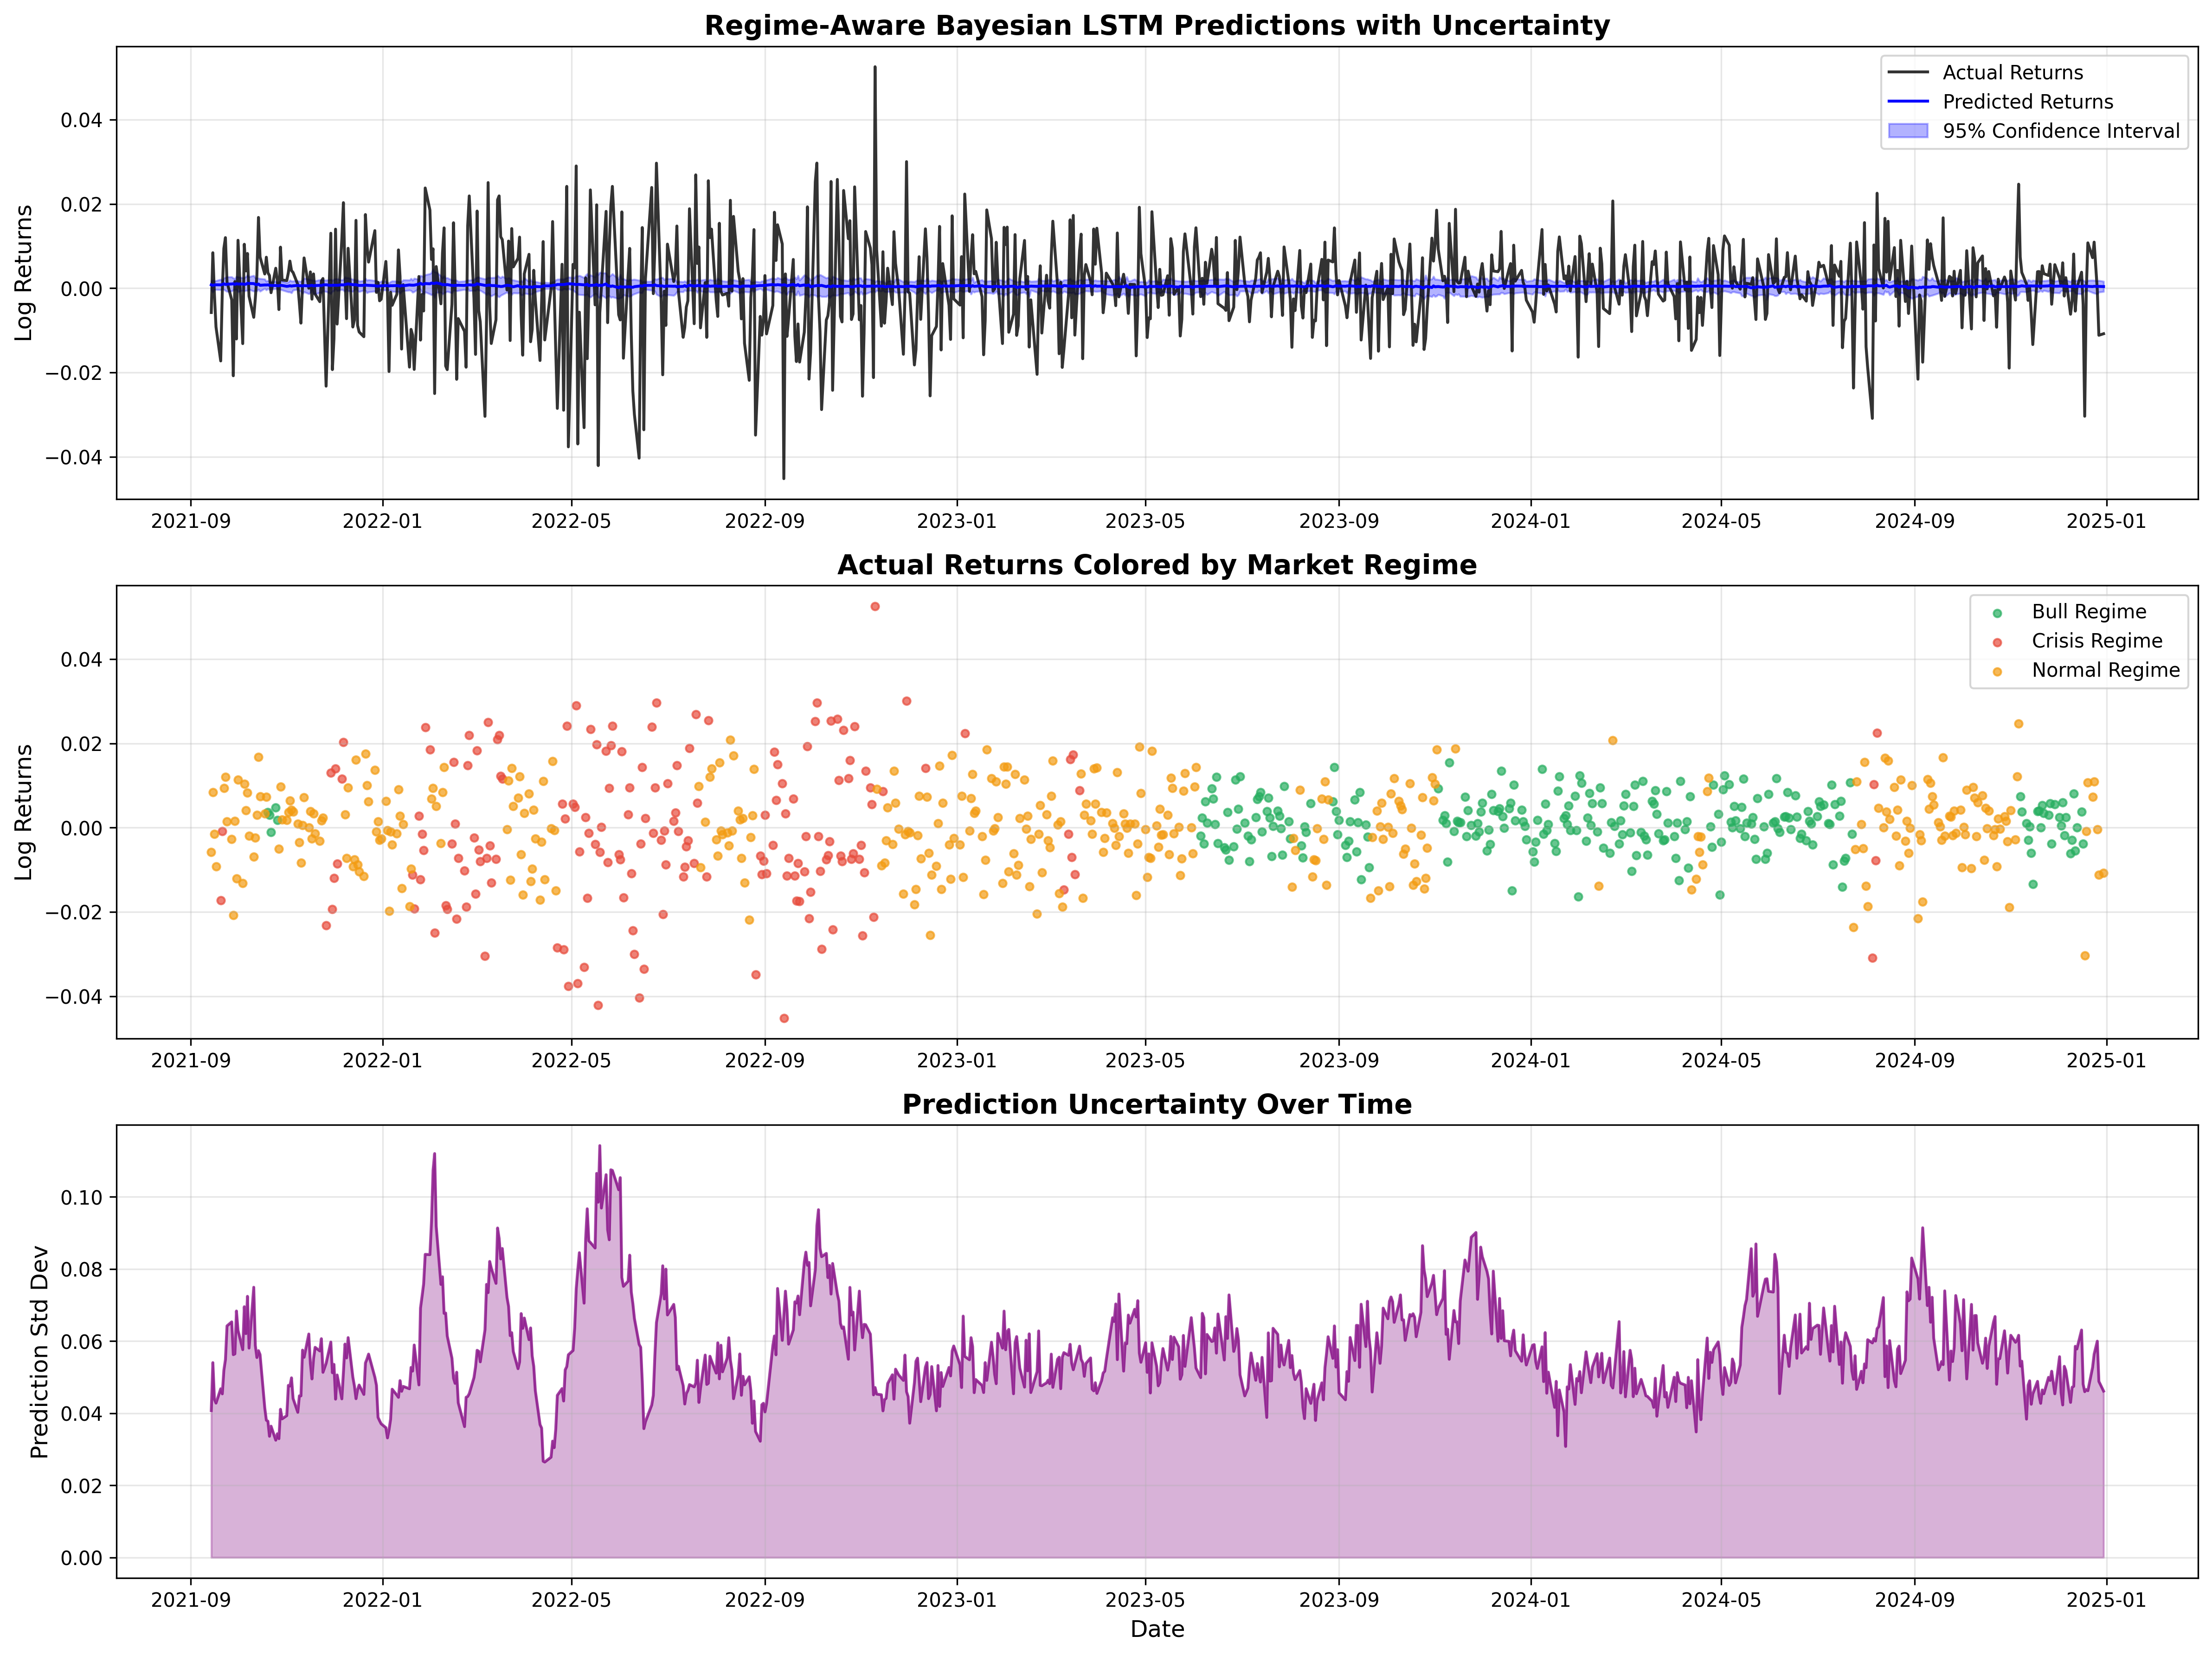 Regime-Aware Bayesian LSTM Predictions with Uncertainty
Log Returns
0.04
0.02
0.00
−0.02
−0.04
Actual Returns
Predicted Returns
95% Confidence Interval
2021-09 2022-01 2022-05 2022-09 2023-01 2023-05 2023-09 2024-01 2024-05 2024-09 2025-01
Actual Returns Colored by Market Regime
Log Returns
0.04
0.02
0.00
−0.02
−0.04
Bull Regime
Crisis Regime
Normal Regime
2021-09 2022-01 2022-05 2022-09 2023-01 2023-05 2023-09 2024-01 2024-05 2024-09 2025-01
Prediction Uncertainty Over Time
Prediction Std Dev
0.10
0.08
0.06
0.04
0.02
0.00
2021-09 2022-01 2022-05 2022-09 2023-01 2023-05 2023-09 2024-01 2024-05 2024-09 2025-01
Date